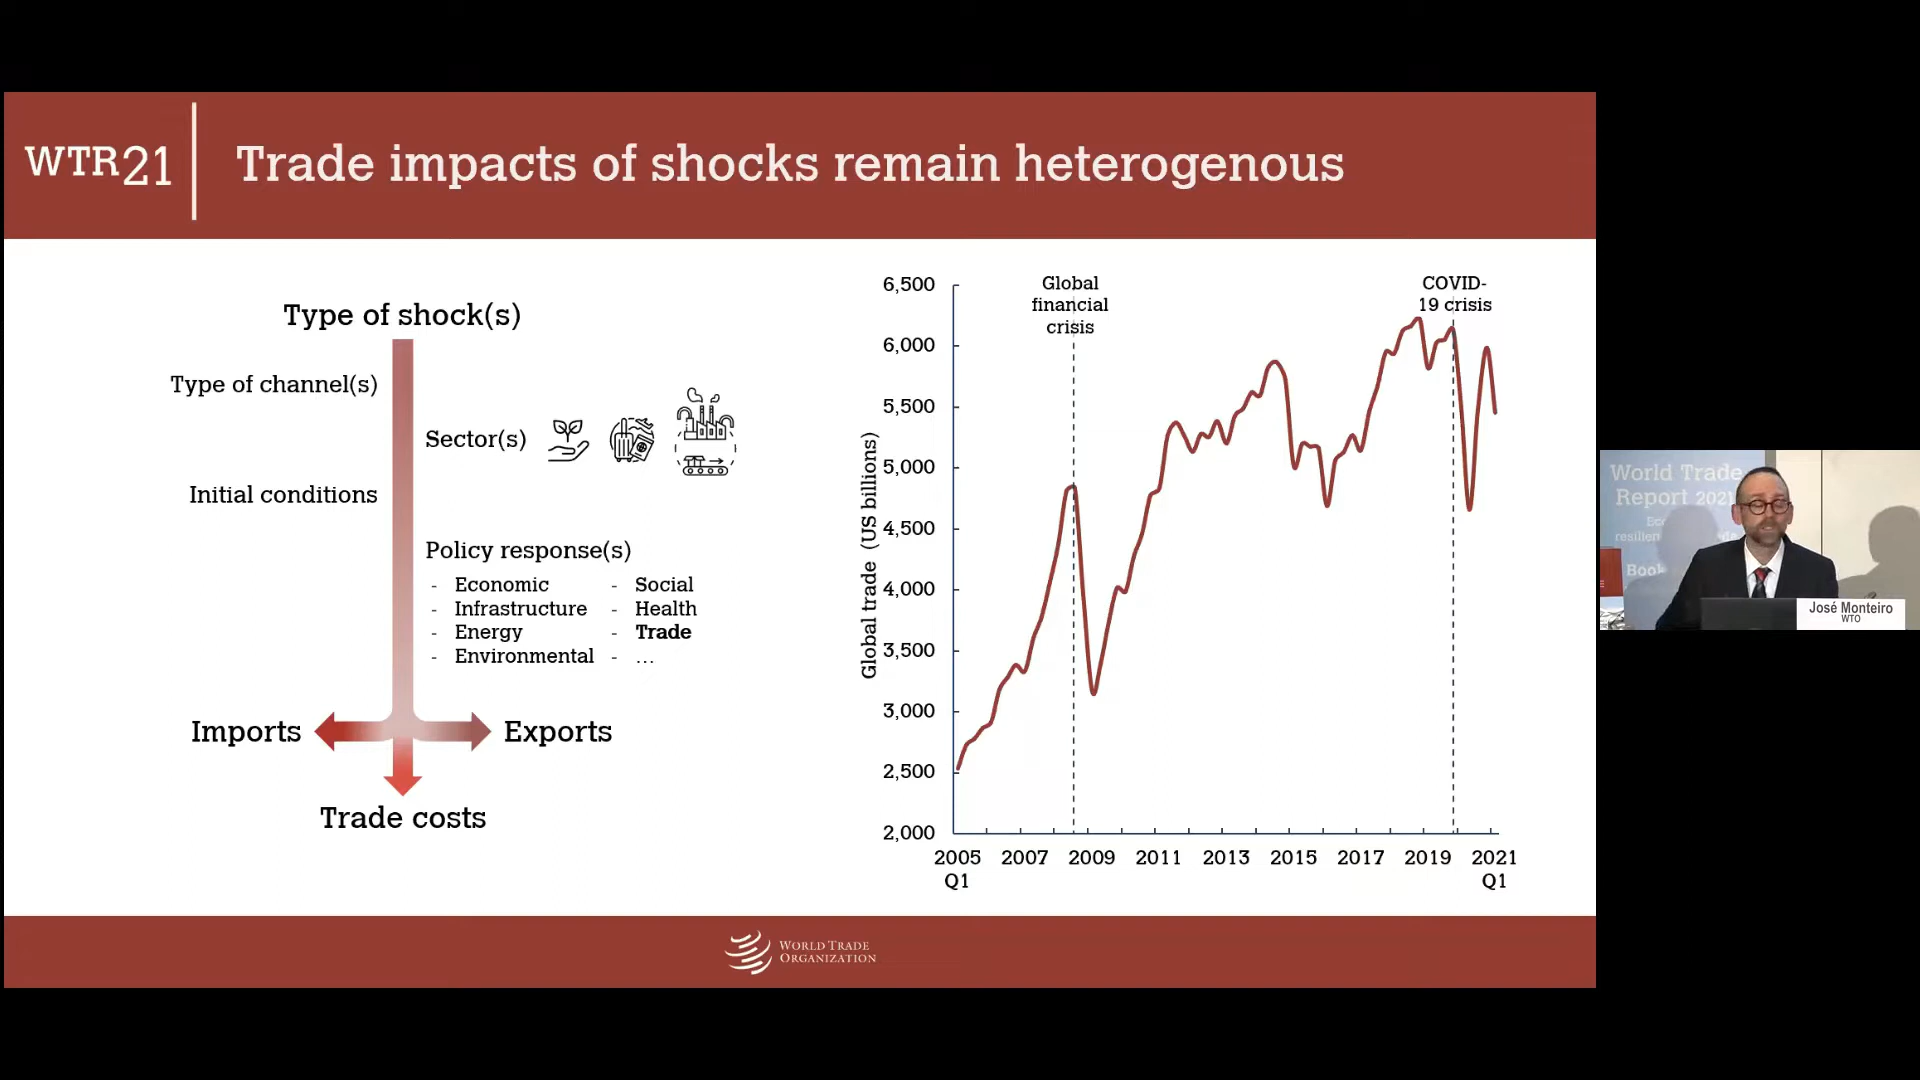 WTR21
Trade impacts of shocks remain heterogenous
Type of shock(s)
Type of channel(s)
Sector(s)
Initial conditions
Policy response(s)
- Economic
- Infrastructure
- Energy
- Environmental
- Social
- Health
- Trade
- ...
Imports
Exports
Trade costs
Global trade (US billions)
6,500
6,000
5,500
5,000
4,500
4,000
3,500
3,000
2,500
2,000
Global
financial
crisis
COVID-
19 crisis
2005 2007 2009 2011 2013 2015 2017 2019 2021
Q1 Q1
WORLD TRADE
ORGANIZATION
World Trade
Report 2021
José Monteiro
WTO